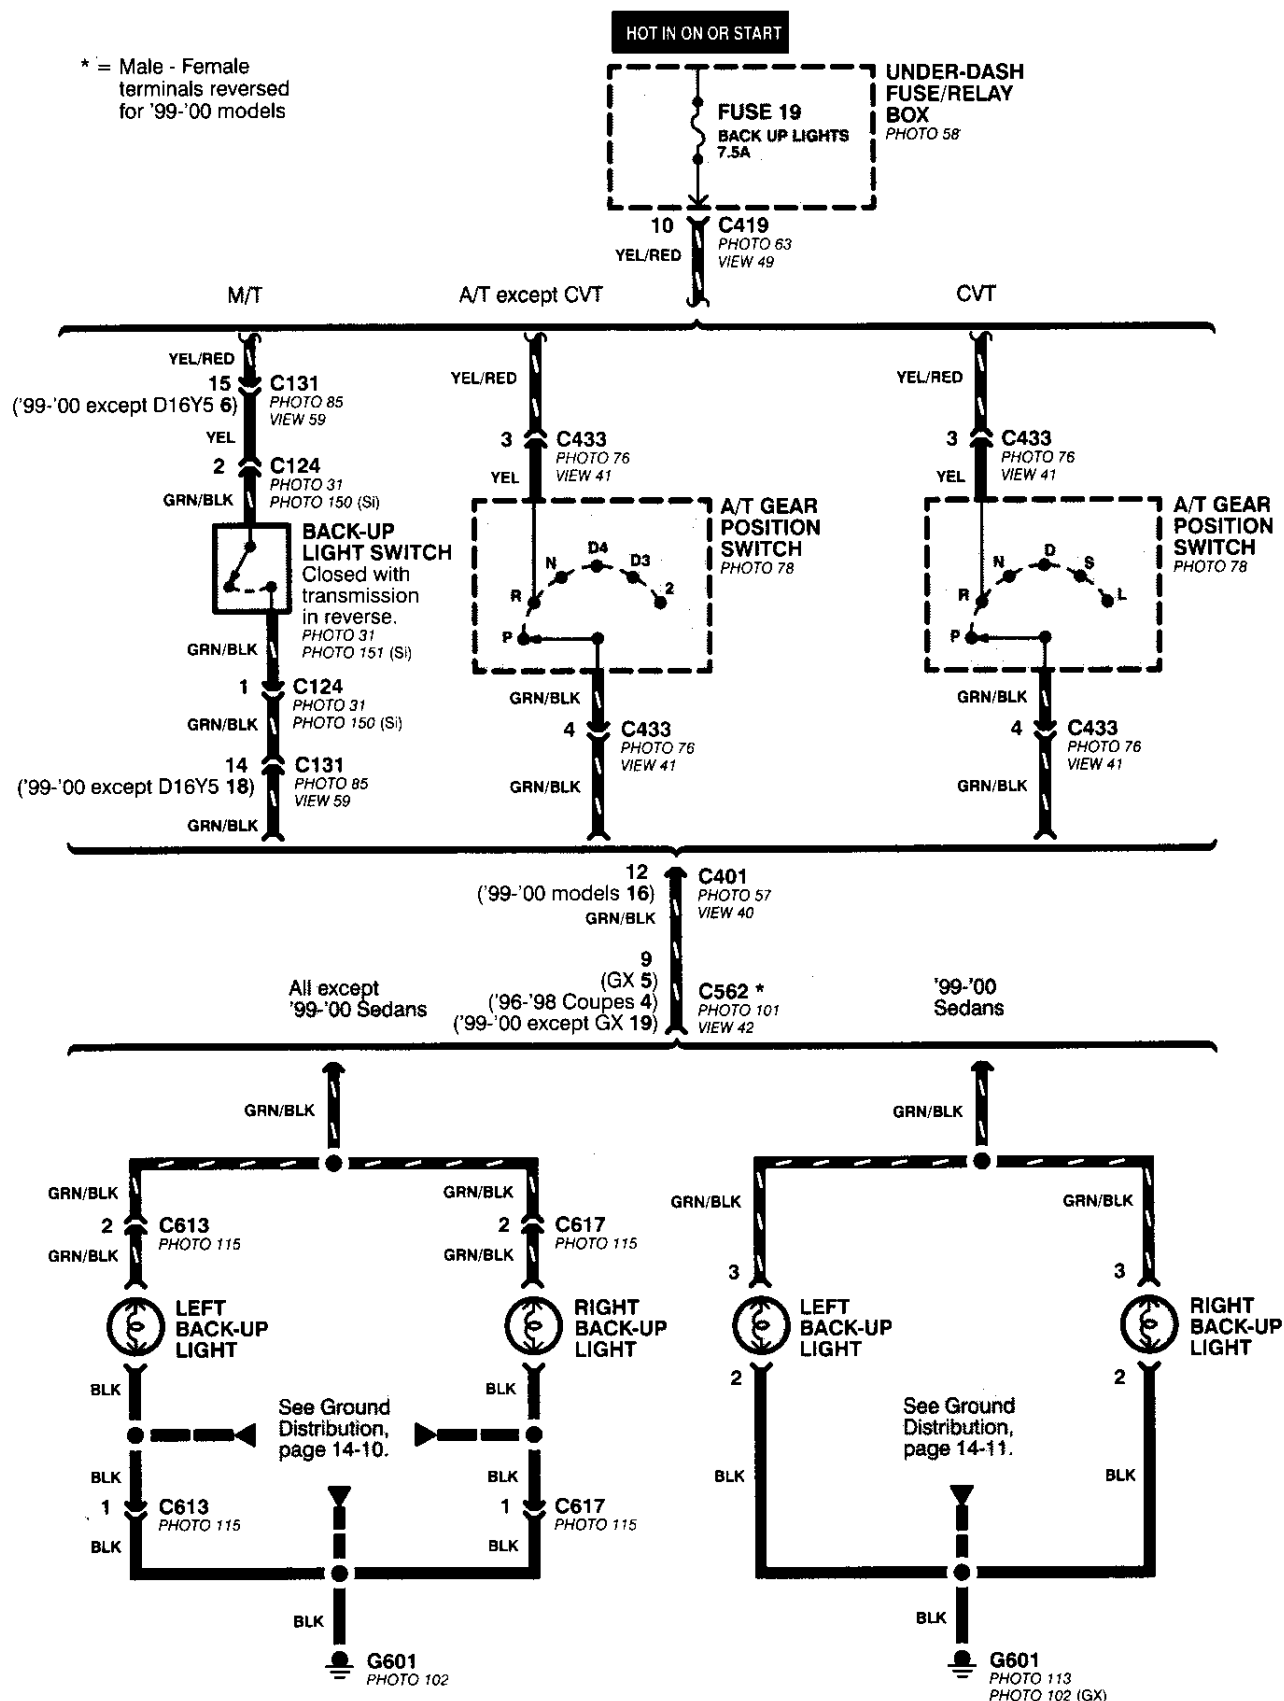 HOT IN ON OR START
* = Male - Female
terminals reversed
for '99-'00 models
UNDER-DASH
FUSE/RELAY
BOX
PHOTO 58
FUSE 19
BACK UP LIGHTS
7.5A
10
C419
PHOTO 63
VIEW 49
YEL/RED
M/T
A/T except CVT
CVT
YEL/RED
15
('99-'00 except D16Y5 6)
C131
PHOTO 85
VIEW 59
YEL
2
C124
PHOTO 31
PHOTO 150 (Si)
GRN/BLK
BACK-UP
LIGHT SWITCH
Closed with
transmission
in reverse.
PHOTO 31
PHOTO 151 (Si)
GRN/BLK
1
C124
PHOTO 31
PHOTO 150 (Si)
GRN/BLK
14
('99-'00 except D16Y5 18)
C131
PHOTO 85
VIEW 59
GRN/BLK
YEL/RED
3
C433
PHOTO 76
VIEW 41
YEL
A/T GEAR
POSITION
SWITCH
PHOTO 78
P
R
N
D4
D3
2
GRN/BLK
4
C433
PHOTO 76
VIEW 41
GRN/BLK
YEL/RED
3
C433
PHOTO 76
VIEW 41
YEL
A/T GEAR
POSITION
SWITCH
PHOTO 78
P
R
N
D
S
L
GRN/BLK
4
C433
PHOTO 76
VIEW 41
GRN/BLK
12
('99-'00 models 16)
C401
PHOTO 57
VIEW 40
GRN/BLK
9
(GX 5)
('96-'98 Coupes 4)
('99-'00 except GX 19)
C562 *
PHOTO 101
VIEW 42
All except
'99-'00 Sedans
'99-'00
Sedans
GRN/BLK
GRN/BLK
2
C613
PHOTO 115
GRN/BLK
LEFT
BACK-UP
LIGHT
BLK
GRN/BLK
2
C617
PHOTO 115
GRN/BLK
RIGHT
BACK-UP
LIGHT
BLK
See Ground
Distribution,
page 14-10.
BLK
1
C613
PHOTO 115
BLK
BLK
1
C617
PHOTO 115
BLK
BLK
G601
PHOTO 102
GRN/BLK
GRN/BLK
3
LEFT
BACK-UP
LIGHT
2
GRN/BLK
3
RIGHT
BACK-UP
LIGHT
2
See Ground
Distribution,
page 14-11.
BLK
BLK
BLK
G601
PHOTO 113
PHOTO 102 (GX)